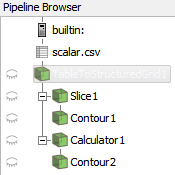 Pipeline Browser
builtin:
scalar.csv
TableToStructuredGrid1
Slice1
Contour1
Calculator1
Contour2